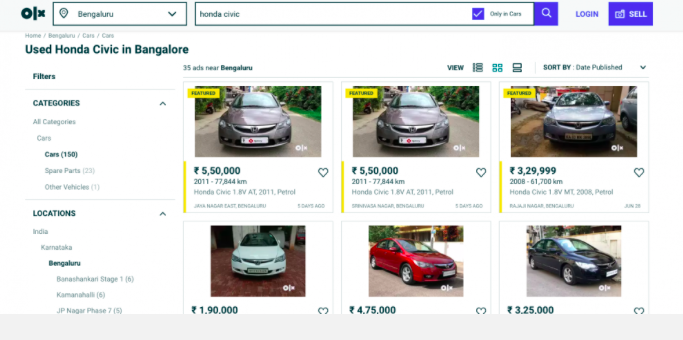 olx Bengaluru honda civic Only in Cars LOGIN SELL
Home / Bengaluru / Cars / Cars
Used Honda Civic in Bangalore
Filters
35 ads near Bengaluru VIEW SORT BY : Date Published
CATEGORIES
All Categories
Cars
Cars (150)
Spare Parts (23)
Other Vehicles (1)
LOCATIONS
India
Karnataka
Bengaluru
Banashankari Stage 1 (6)
Kamanahalli (6)
JP Nagar Phase 7 (5)
FEATURED
olx
₹ 5,50,000
2011 - 77,844 km
Honda Civic 1.8V AT, 2011, Petrol
JAYA NAGAR EAST, BENGALURU 5 DAYS AGO
FEATURED
olx
₹ 5,50,000
2011 - 77,844 km
Honda Civic 1.8V AT, 2011, Petrol
SRINIVASA NAGAR, BENGALURU 5 DAYS AGO
FEATURED
olx
₹ 3,29,999
2008 - 61,700 km
Honda Civic 1.8V MT, 2008, Petrol
RAJAJI NAGAR, BENGALURU JUN 28
olx
₹ 1,90,000
olx
₹ 4,75,000
olx
₹ 3,25,000